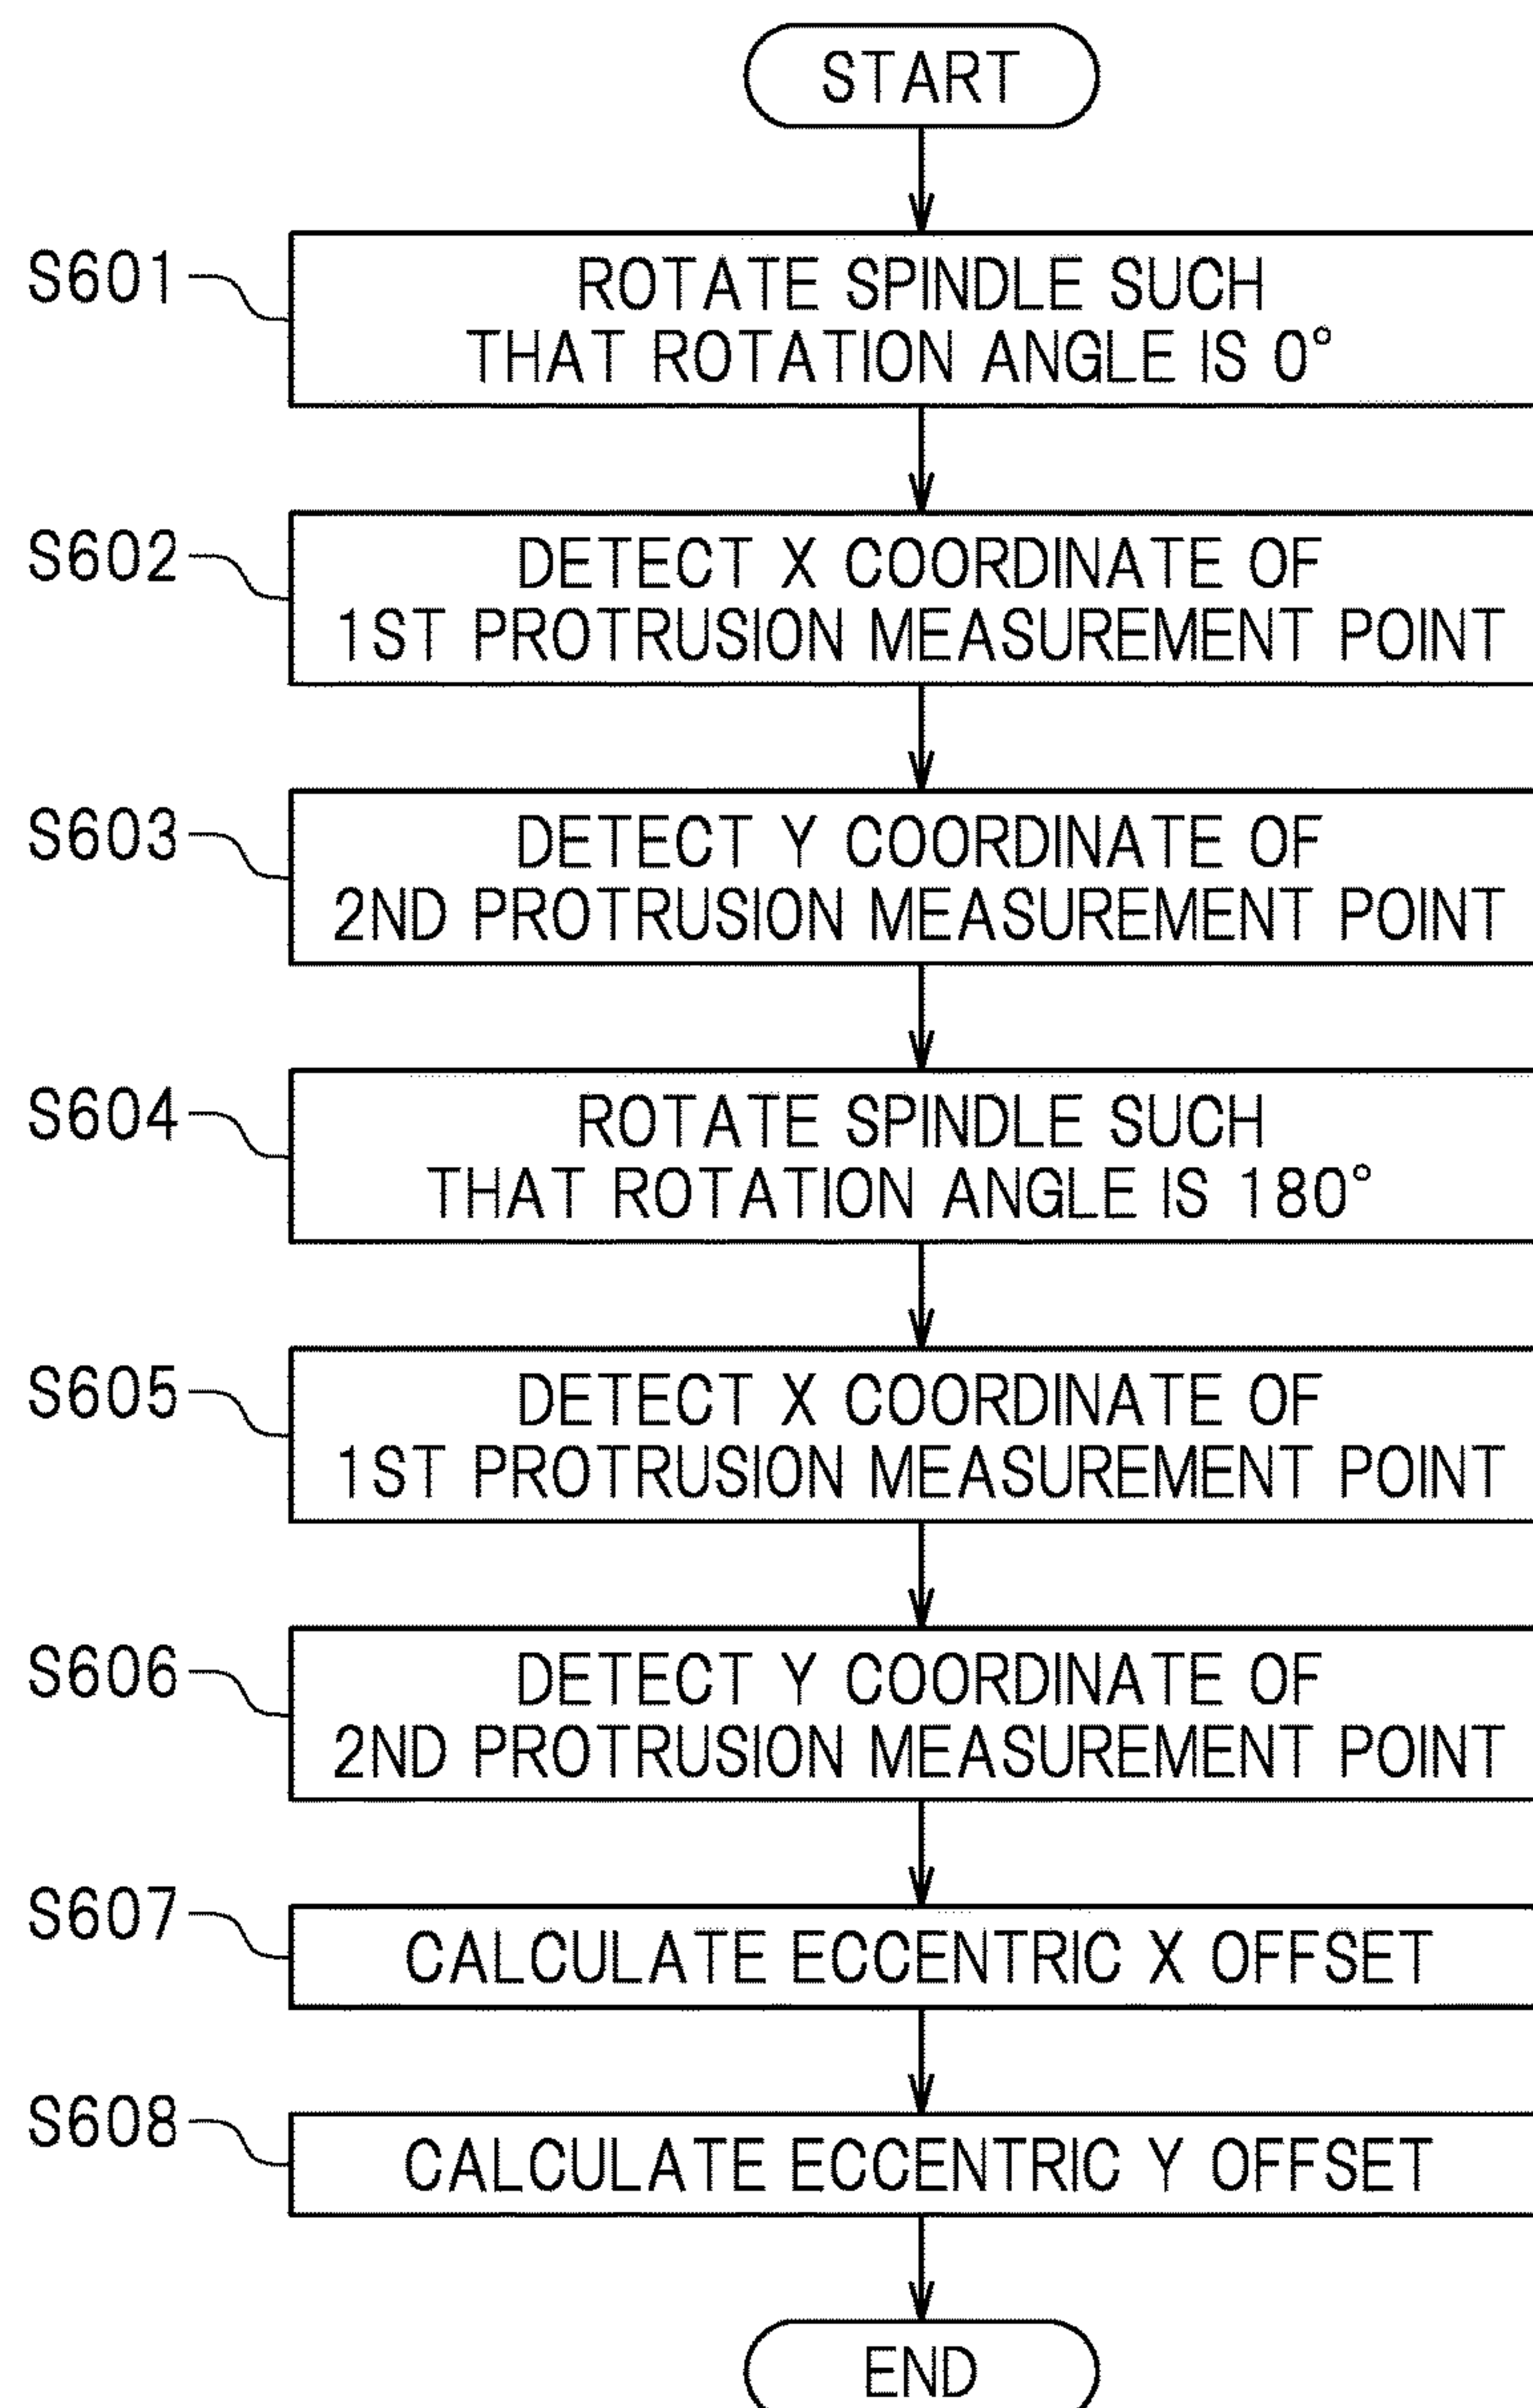 START
S601
ROTATE SPINDLE SUCH
THAT ROTATION ANGLE IS 0°
S602
DETECT X COORDINATE OF
1ST PROTRUSION MEASUREMENT POINT
S603
DETECT Y COORDINATE OF
2ND PROTRUSION MEASUREMENT POINT
S604
ROTATE SPINDLE SUCH
THAT ROTATION ANGLE IS 180°
S605
DETECT X COORDINATE OF
1ST PROTRUSION MEASUREMENT POINT
S606
DETECT Y COORDINATE OF
2ND PROTRUSION MEASUREMENT POINT
S607
CALCULATE ECCENTRIC X OFFSET
S608
CALCULATE ECCENTRIC Y OFFSET
END